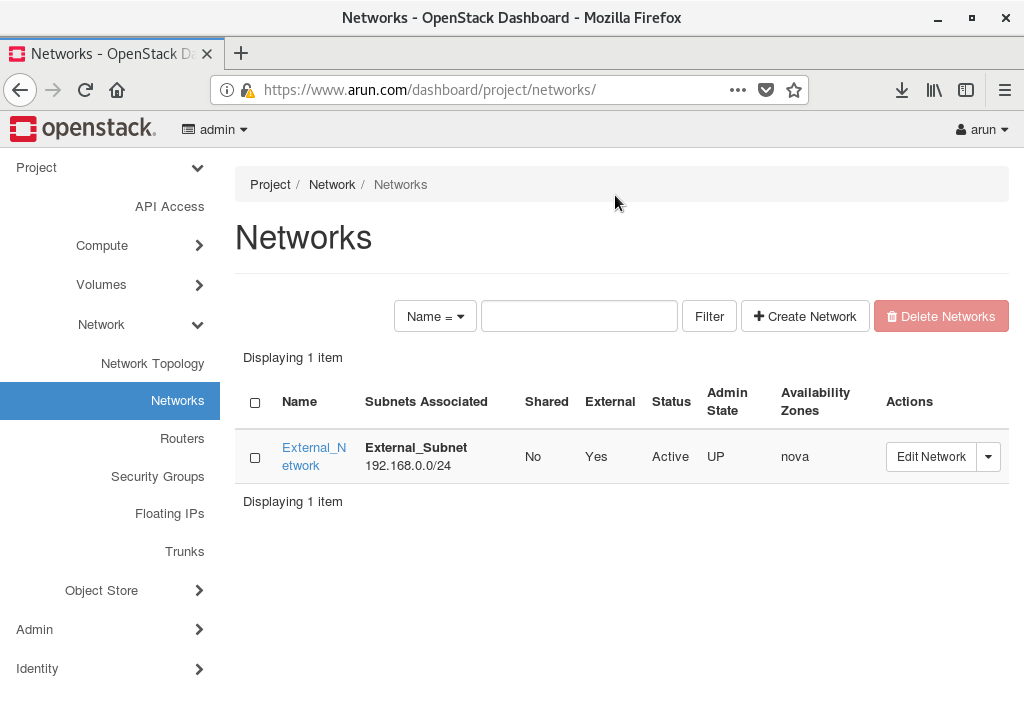 Networks - OpenStack Dashboard - Mozilla Firefox
Networks - OpenStack Da
https://www.arun.com/dashboard/project/networks/
openstack.
admin
arun
Project
API Access
Compute
Volumes
Network
Network Topology
Networks
Routers
Security Groups
Floating IPs
Trunks
Object Store
Admin
Identity
Project / Network / Networks
Networks
Name =
Filter
Create Network
Delete Networks
Displaying 1 item
Name
Subnets Associated
Shared
External
Status
Admin
State
Availability
Zones
Actions
External_N
etwork
External_Subnet
192.168.0.0/24
No
Yes
Active
UP
nova
Edit Network
Displaying 1 item